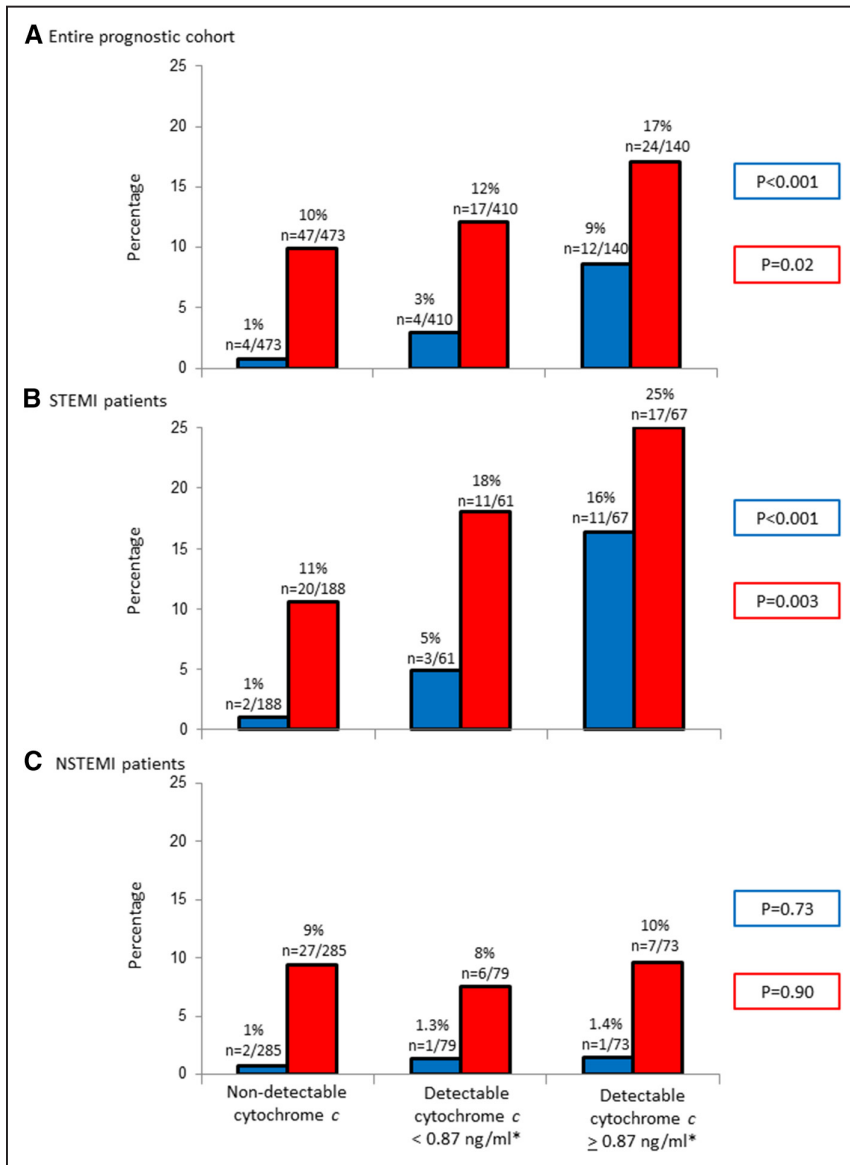 A Entire prognostic cohort
25
20
15
10
5
0
Percentage
1%
n=4/473
10%
n=47/473
3%
n=4/410
12%
n=17/410
9%
n=12/140
17%
n=24/140
P<0.001
P=0.02
B STEMI patients
25
20
15
10
5
0
Percentage
1%
n=2/188
11%
n=20/188
5%
n=3/61
18%
n=11/61
16%
n=11/67
25%
n=17/67
P<0.001
P=0.003
C NSTEMI patients
25
20
15
10
5
0
Percentage
1%
n=2/285
9%
n=27/285
1.3%
n=1/79
8%
n=6/79
1.4%
n=1/73
10%
n=7/73
P=0.73
P=0.90
Non-detectable
cytochrome c
Detectable
cytochrome c
< 0.87 ng/ml*
Detectable
cytochrome c
≥ 0.87 ng/ml*